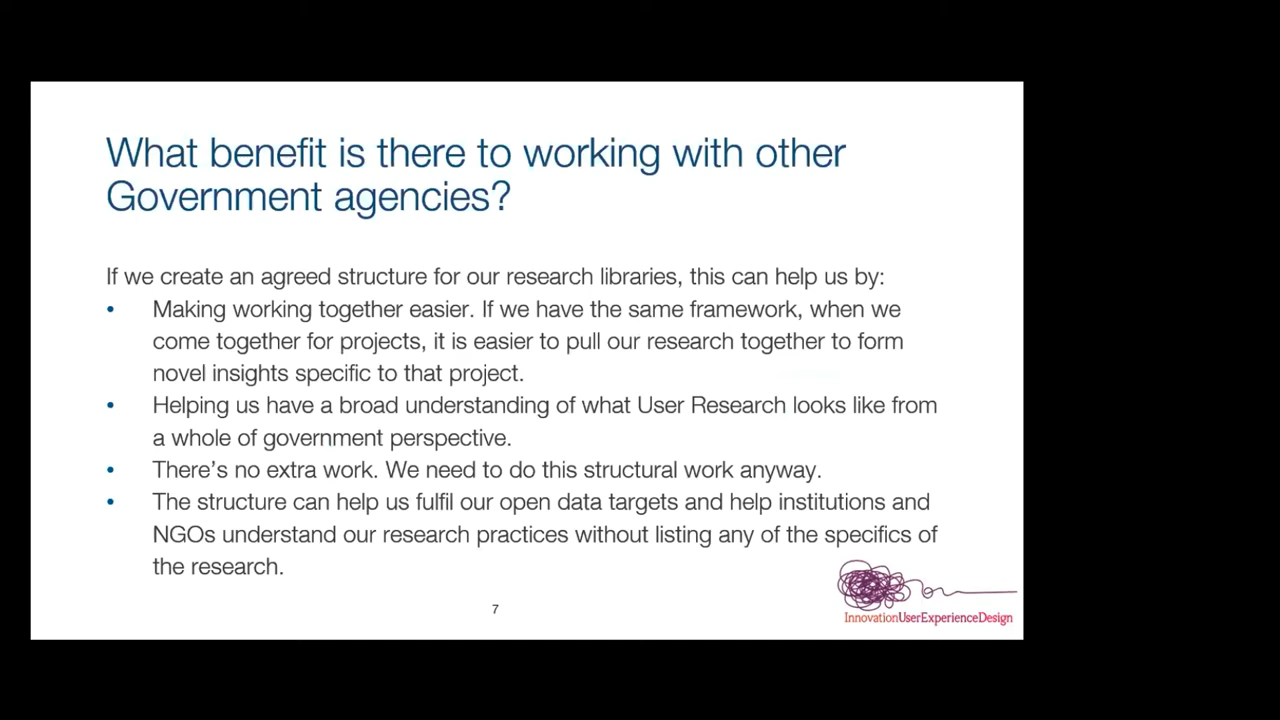 What benefit is there to working with other
Government agencies?
If we create an agreed structure for our research libraries, this can help us by:
• Making working together easier. If we have the same framework, when we
come together for projects, it is easier to pull our research together to form
novel insights specific to that project.
• Helping us have a broad understanding of what User Research looks like from
a whole of government perspective.
• There's no extra work. We need to do this structural work anyway.
• The structure can help us fulfil our open data targets and help institutions and
NGOs understand our research practices without listing any of the specifics of
the research.
7
InnovationUserExperienceDesign